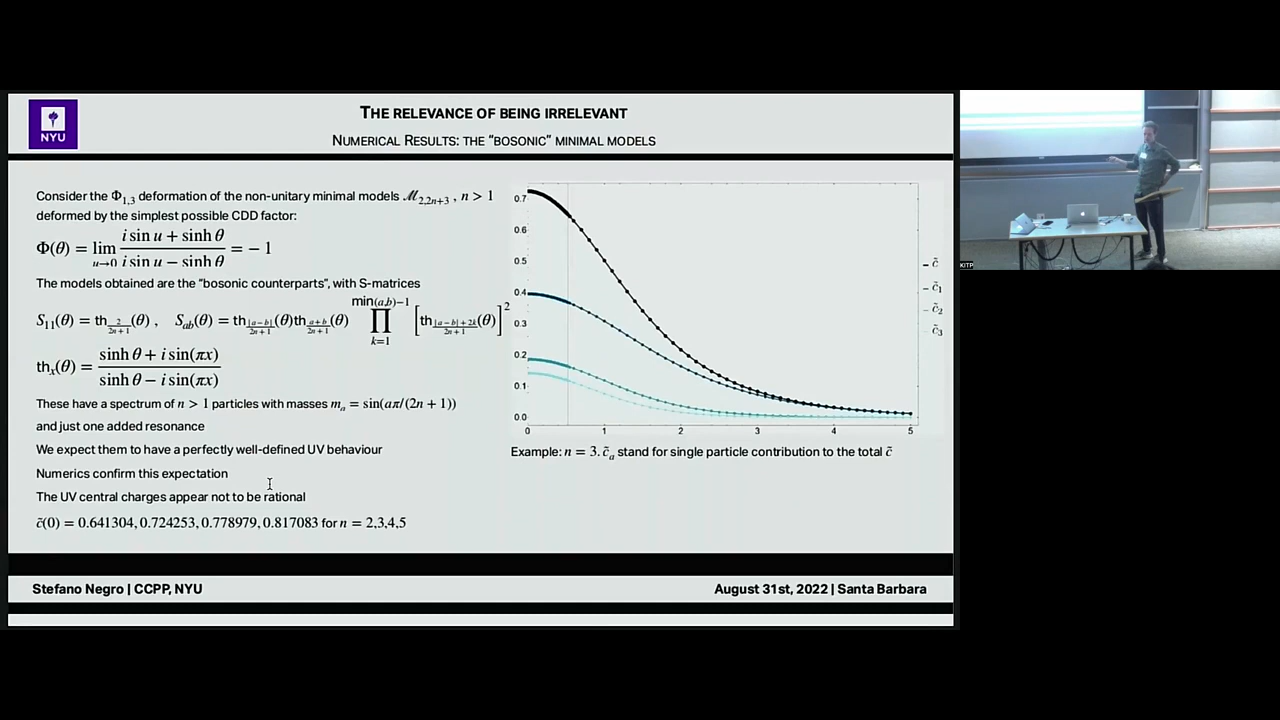 NYU
THE RELEVANCE OF BEING IRRELEVANT
NUMERICAL RESULTS: THE "BOSONIC" MINIMAL MODELS
Consider the Φ₁,₃ deformation of the non-unitary minimal models ℳ₂,₂ₙ₊₃ , n > 1
deformed by the simplest possible CDD factor:
Φ(θ) = lim_{u→0} (i sin u + sinh θ)/(i sin u − sinh θ) = − 1
The models obtained are the "bosonic counterparts", with S-matrices
S₁₁(θ) = th_{2/(2n+1)}(θ) , S_{ab}(θ) = th_{|a−b|/(2n+1)}(θ)th_{(a+b)/(2n+1)}(θ) ∏_{k=1}^{min(a,b)−1} [th_{(|a−b|+2k)/(2n+1)}(θ)]²
thₓ(θ) = (sinh θ + i sin(πx))/(sinh θ − i sin(πx))
These have a spectrum of n > 1 particles with masses mₐ = sin(aπ/(2n + 1))
and just one added resonance
We expect them to have a perfectly well-defined UV behaviour
Numerics confirm this expectation
The UV central charges appear not to be rational
c̃(0) = 0.641304, 0.724253, 0.778979, 0.817083 for n = 2,3,4,5
0.7
0.6
0.5
0.4
0.3
0.2
0.1
0.0
0 1 2 3 4 5
c̃
c̃₁
c̃₂
c̃₃
Example: n = 3. c̃ₐ stand for single particle contribution to the total c̃
Stefano Negro | CCPP, NYU
August 31st, 2022 | Santa Barbara
KITP